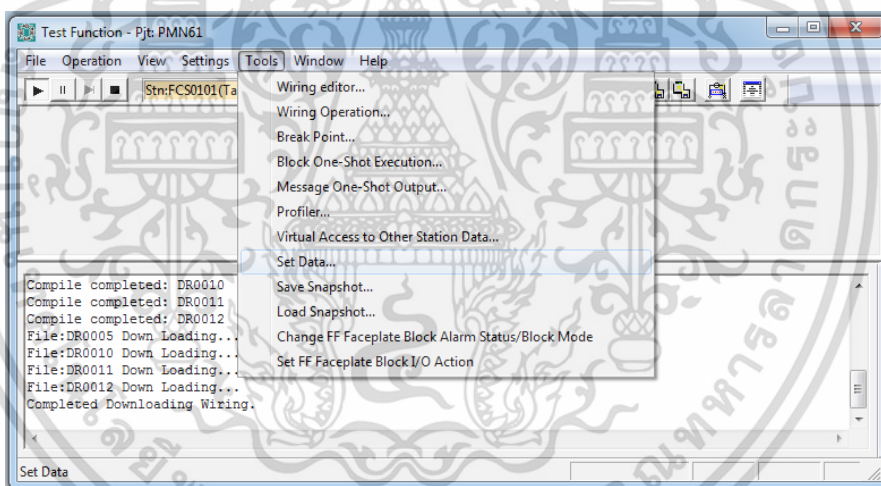 Test Function - Pjt: PMN61
File Operation View Settings Tools Window Help
Stn:FCS0101(Ta
Wiring editor...
Wiring Operation...
Break Point...
Block One-Shot Execution...
Message One-Shot Output...
Profiler...
Virtual Access to Other Station Data...
Set Data...
Save Snapshot...
Load Snapshot...
Change FF Faceplate Block Alarm Status/Block Mode
Set FF Faceplate Block I/O Action
Compile completed: DR0010
Compile completed: DR0011
Compile completed: DR0012
File:DR0005 Down Loading...
File:DR0010 Down Loading...
File:DR0011 Down Loading...
File:DR0012 Down Loading...
Completed Downloading Wiring.
Set Data